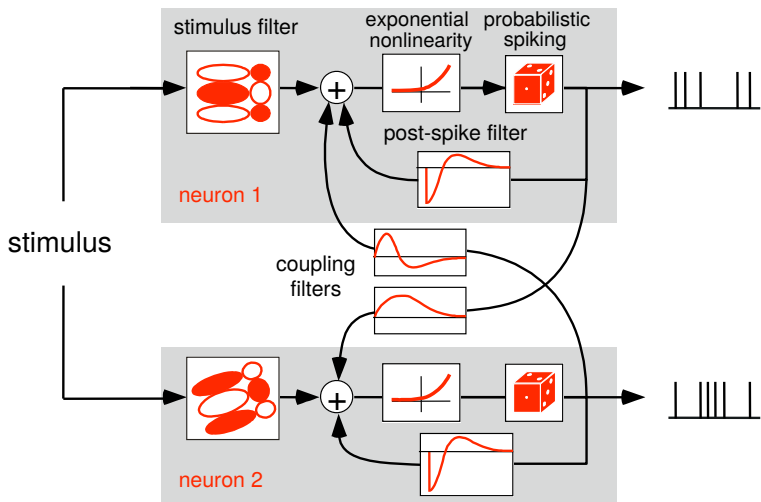 stimulus filter
exponential
nonlinearity
probabilistic
spiking
+
post-spike filter
neuron 1
stimulus
coupling
filters
+
neuron 2